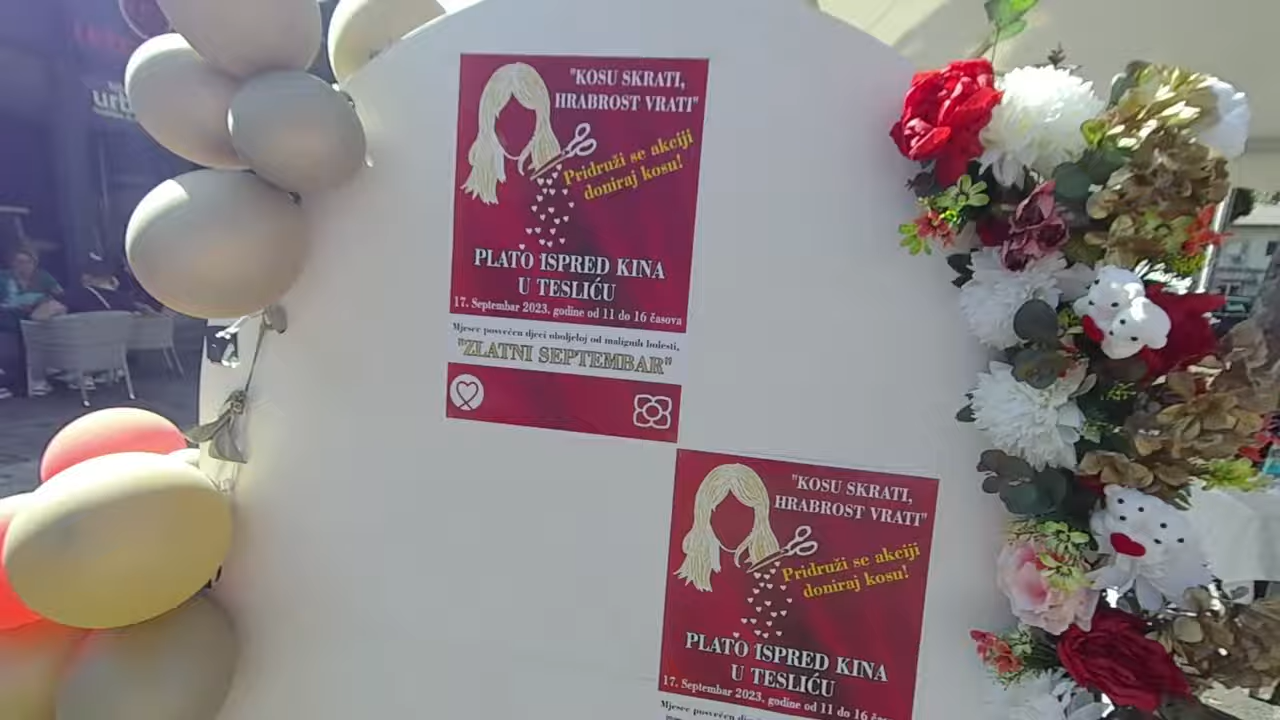 "KOSU SKRATI,
HRABROST VRATI"
Pridruži se akciji
doniraj kosu!
PLATO ISPRED KINA
U TESLIĆU
17. Septembar 2023. godine od 11 do 16 časova
Mjesec posvećen djeci oboljeloj od malignih bolesti,
"ZLATNI SEPTEMBAR"
"KOSU SKRATI,
HRABROST VRATI"
Pridruži se akciji
doniraj kosu!
PLATO ISPRED KINA
U TESLIĆU
17. Septembar 2023. godine od 11 do 16
Mjesec posvećen